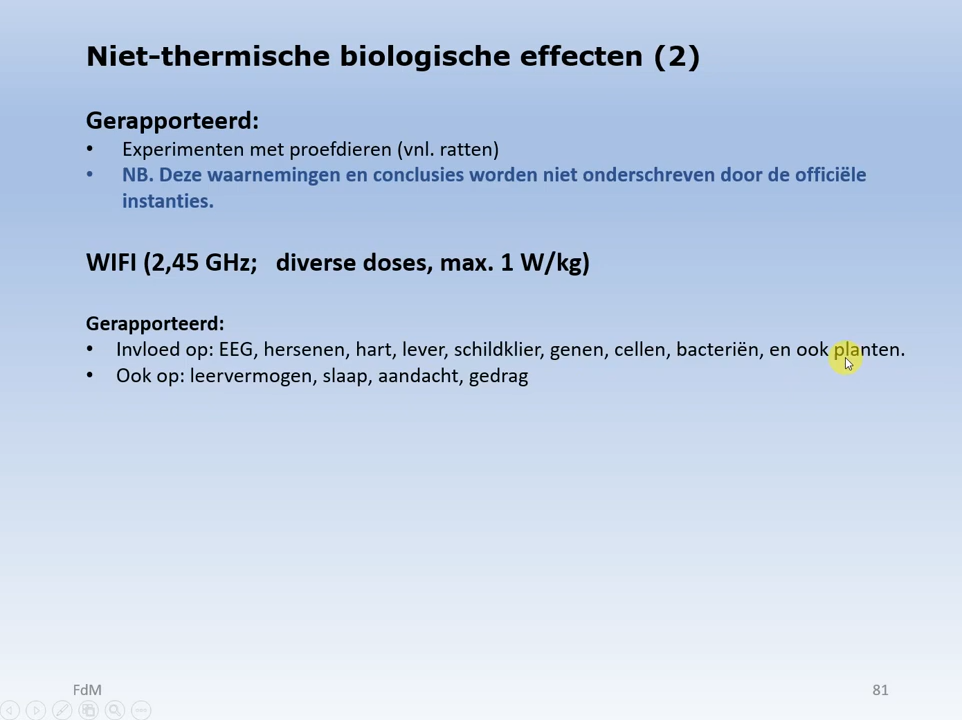 Niet-thermische biologische effecten (2)
Gerapporteerd:
• Experimenten met proefdieren (vnl. ratten)
• NB. Deze waarnemingen en conclusies worden niet onderschreven door de officiële
instanties.
WIFI (2,45 GHz;   diverse doses, max. 1 W/kg)
Gerapporteerd:
• Invloed op: EEG, hersenen, hart, lever, schildklier, genen, cellen, bacteriën, en ook planten.
• Ook op: leervermogen, slaap, aandacht, gedrag
FdM
81